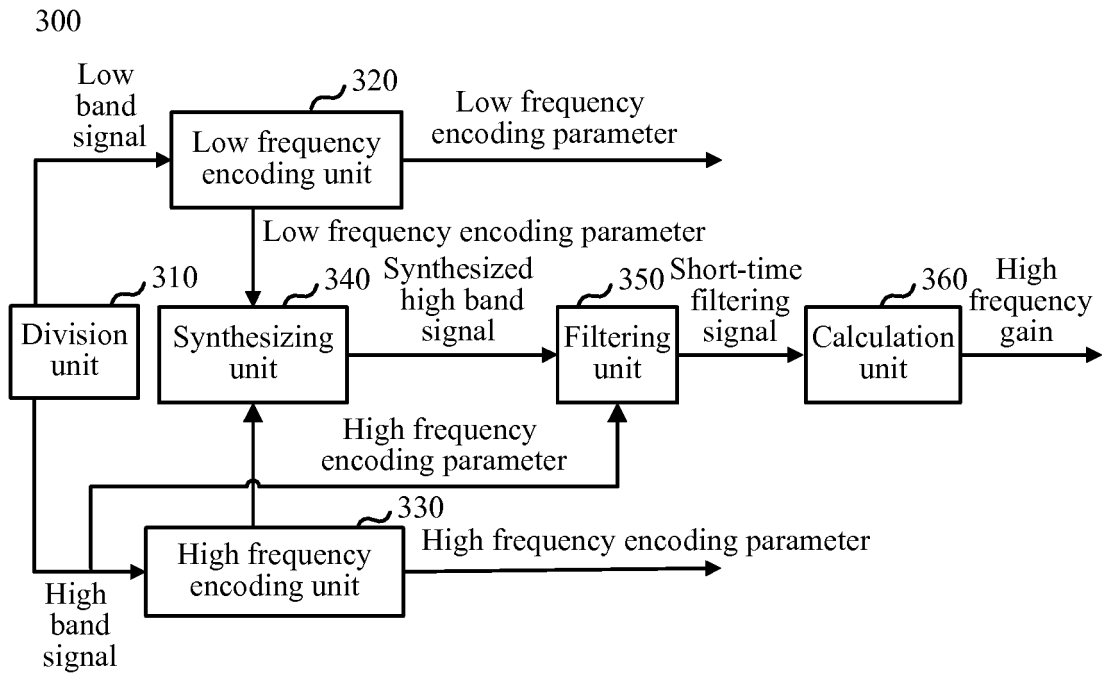 300
Low
band
signal
320
Low frequency
encoding unit
Low frequency
encoding parameter
Low frequency encoding parameter
310
Division
unit
340
Synthesizing
unit
Synthesized
high band
signal
350
Filtering
unit
Short-time
filtering
signal
360
Calculation
unit
High
frequency
gain
High frequency
encoding parameter
330
High frequency
encoding unit
High frequency encoding parameter
High
band
signal